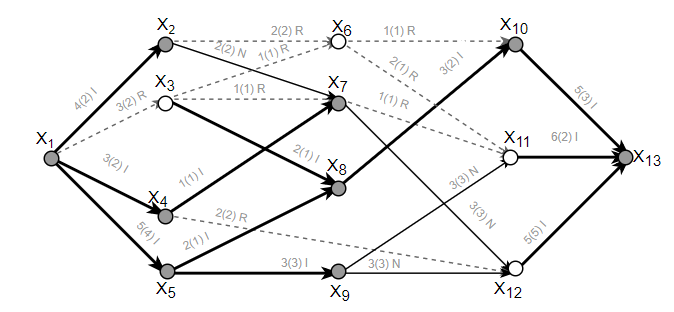 X2
2(2) R
X6
1(1) R
X10
2(2) N
1(1) R
4(2) I
3(2) R
X3
1(1) R
X7
2(1) R
3(2) I
5(3) I
1(1) R
X1
3(2) I
1(1) I
2(1) I
X8
X11
6(2) I
X13
X4
2(2) R
3(3) N
3(3) N
5(4) I
2(1) I
5(5) I
3(3) I
3(3) N
X5
X9
X12